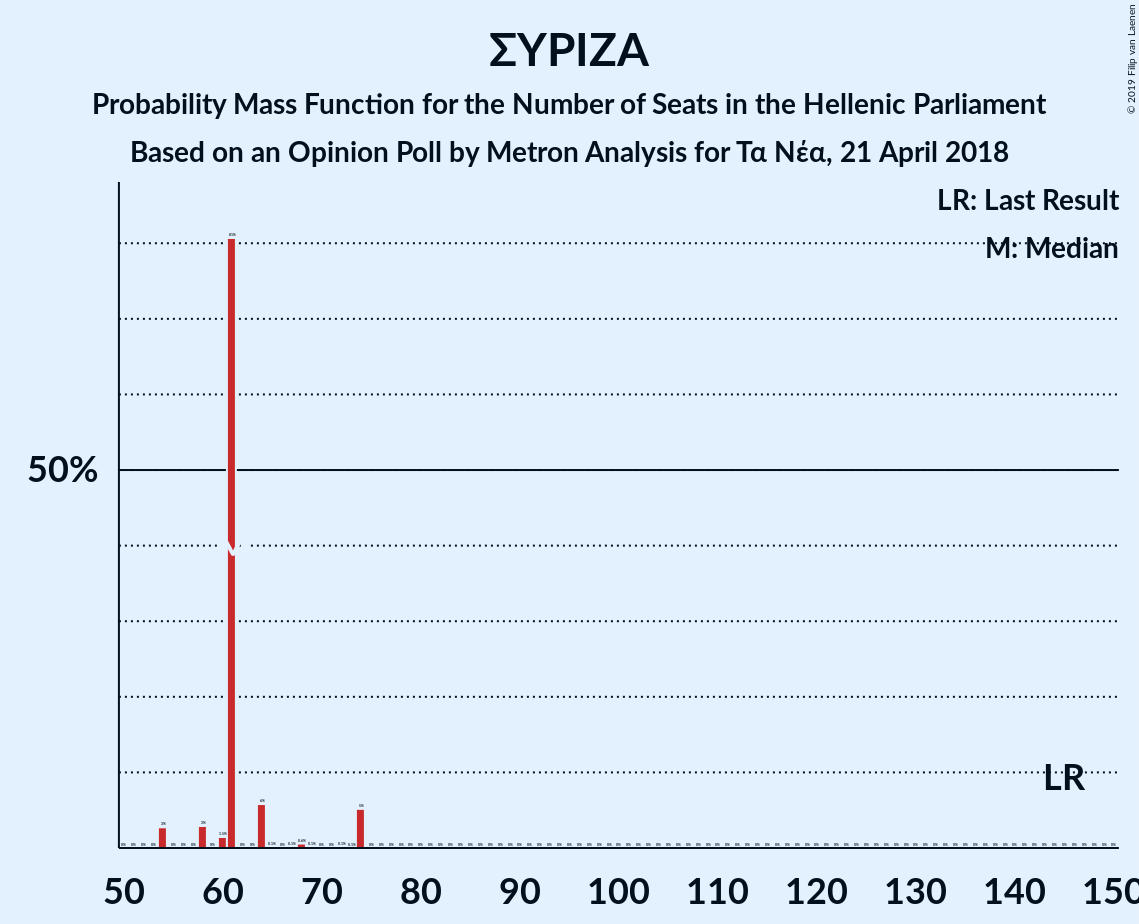 ΣΥΡΙΖΑ
Probability Mass Function for the Number of Seats in the Hellenic Parliament
Based on an Opinion Poll by Metron Analysis for Τα Νέα, 21 April 2018
© 2019 Filip van Laenen
LR: Last Result
M: Median
50%
LR
50 60 70 80 90 100 110 120 130 140 150